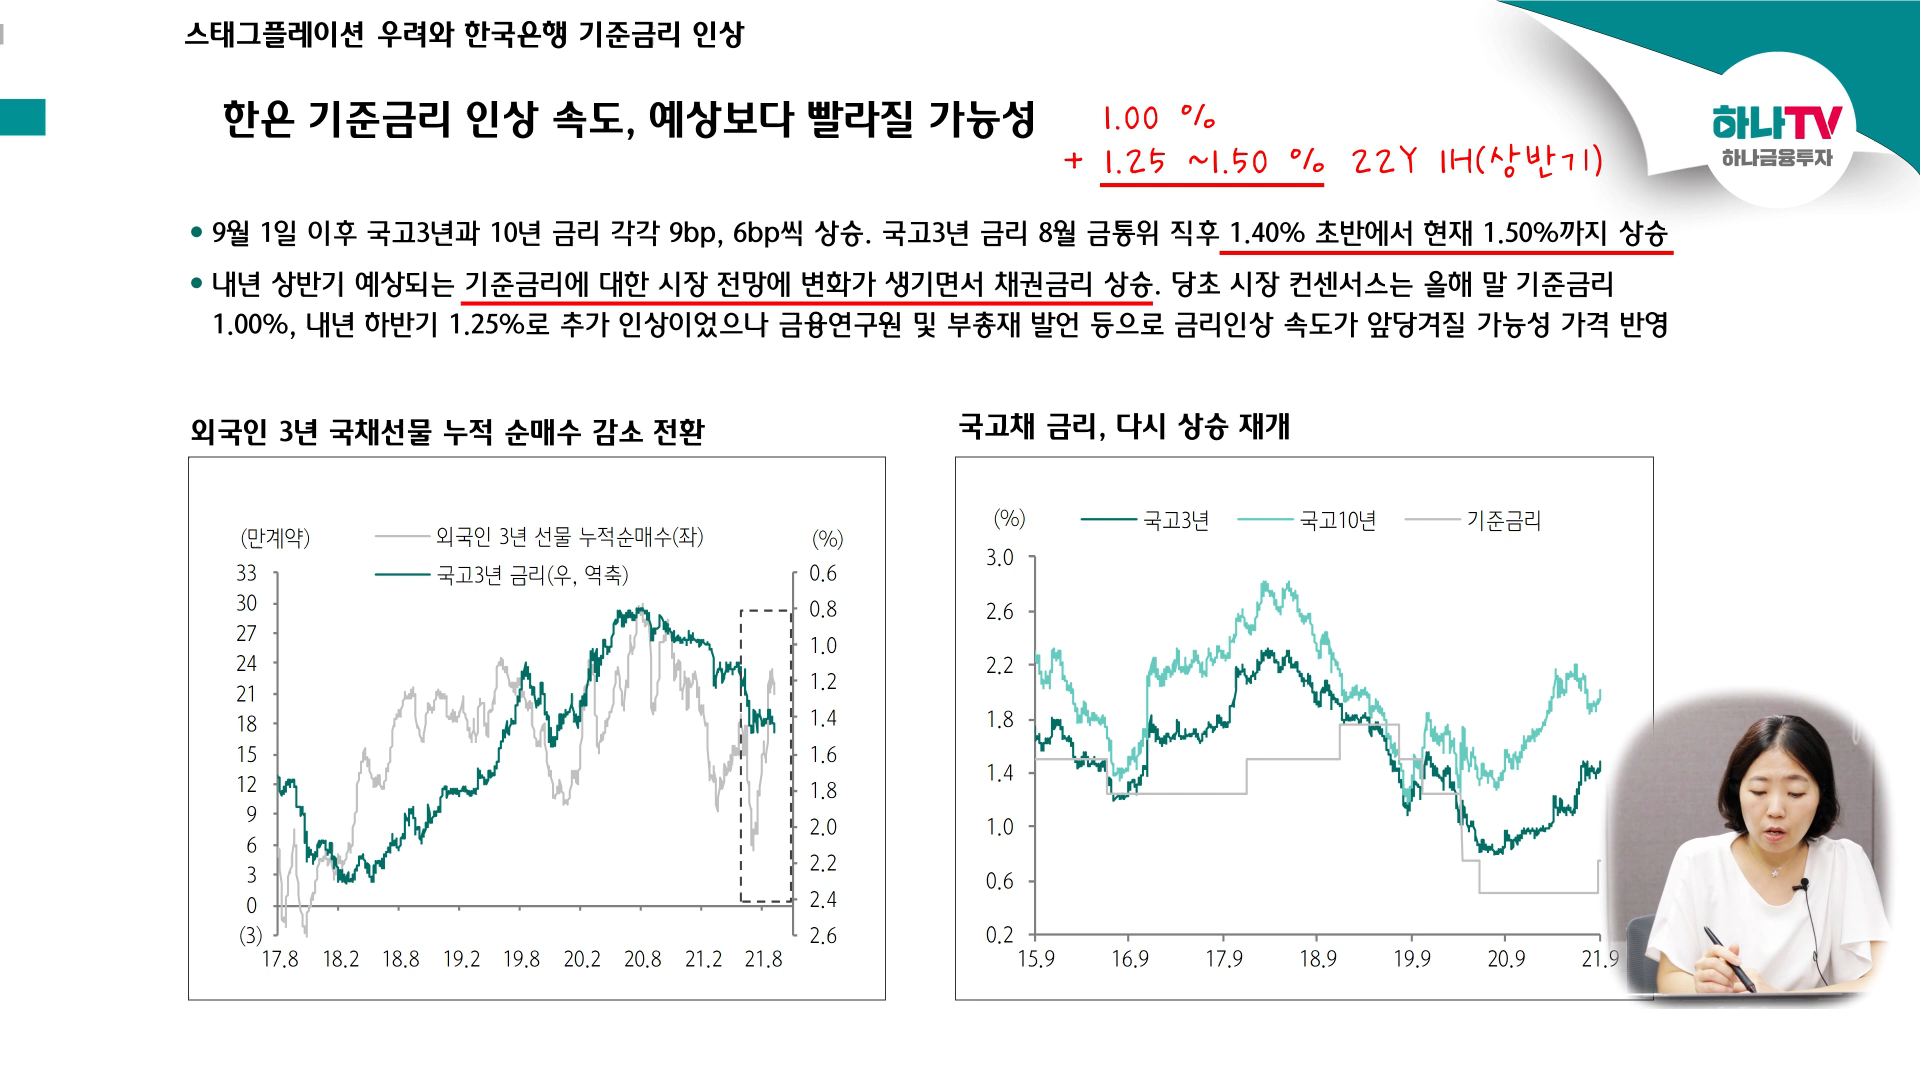 스태그플레이션 우려와 한국은행 기준금리 인상
한은 기준금리 인상 속도, 예상보다 빨라질 가능성
1.00 %
+ 1.25 ~1.50 % 22Y 1H(상반기)
하나TV
하나금융투자
• 9월 1일 이후 국고3년과 10년 금리 각각 9bp, 6bp씩 상승. 국고3년 금리 8월 금통위 직후 1.40% 초반에서 현재 1.50%까지 상승
• 내년 상반기 예상되는 기준금리에 대한 시장 전망에 변화가 생기면서 채권금리 상승. 당초 시장 컨센서스는 올해 말 기준금리
1.00%, 내년 하반기 1.25%로 추가 인상이었으나 금융연구원 및 부총재 발언 등으로 금리인상 속도가 앞당겨질 가능성 가격 반영
외국인 3년 국채선물 누적 순매수 감소 전환
(만계약)
외국인 3년 선물 누적순매수(좌)
(%)
국고3년 금리(우, 역축)
33
30
27
24
21
18
15
12
9
6
3
0
(3)
0.6
0.8
1.0
1.2
1.4
1.6
1.8
2.0
2.2
2.4
2.6
17.8 18.2 18.8 19.2 19.8 20.2 20.8 21.2 21.8
국고채 금리, 다시 상승 재개
(%)
국고3년 국고10년 기준금리
3.0
2.6
2.2
1.8
1.4
1.0
0.6
0.2
15.9 16.9 17.9 18.9 19.9 20.9 21.9